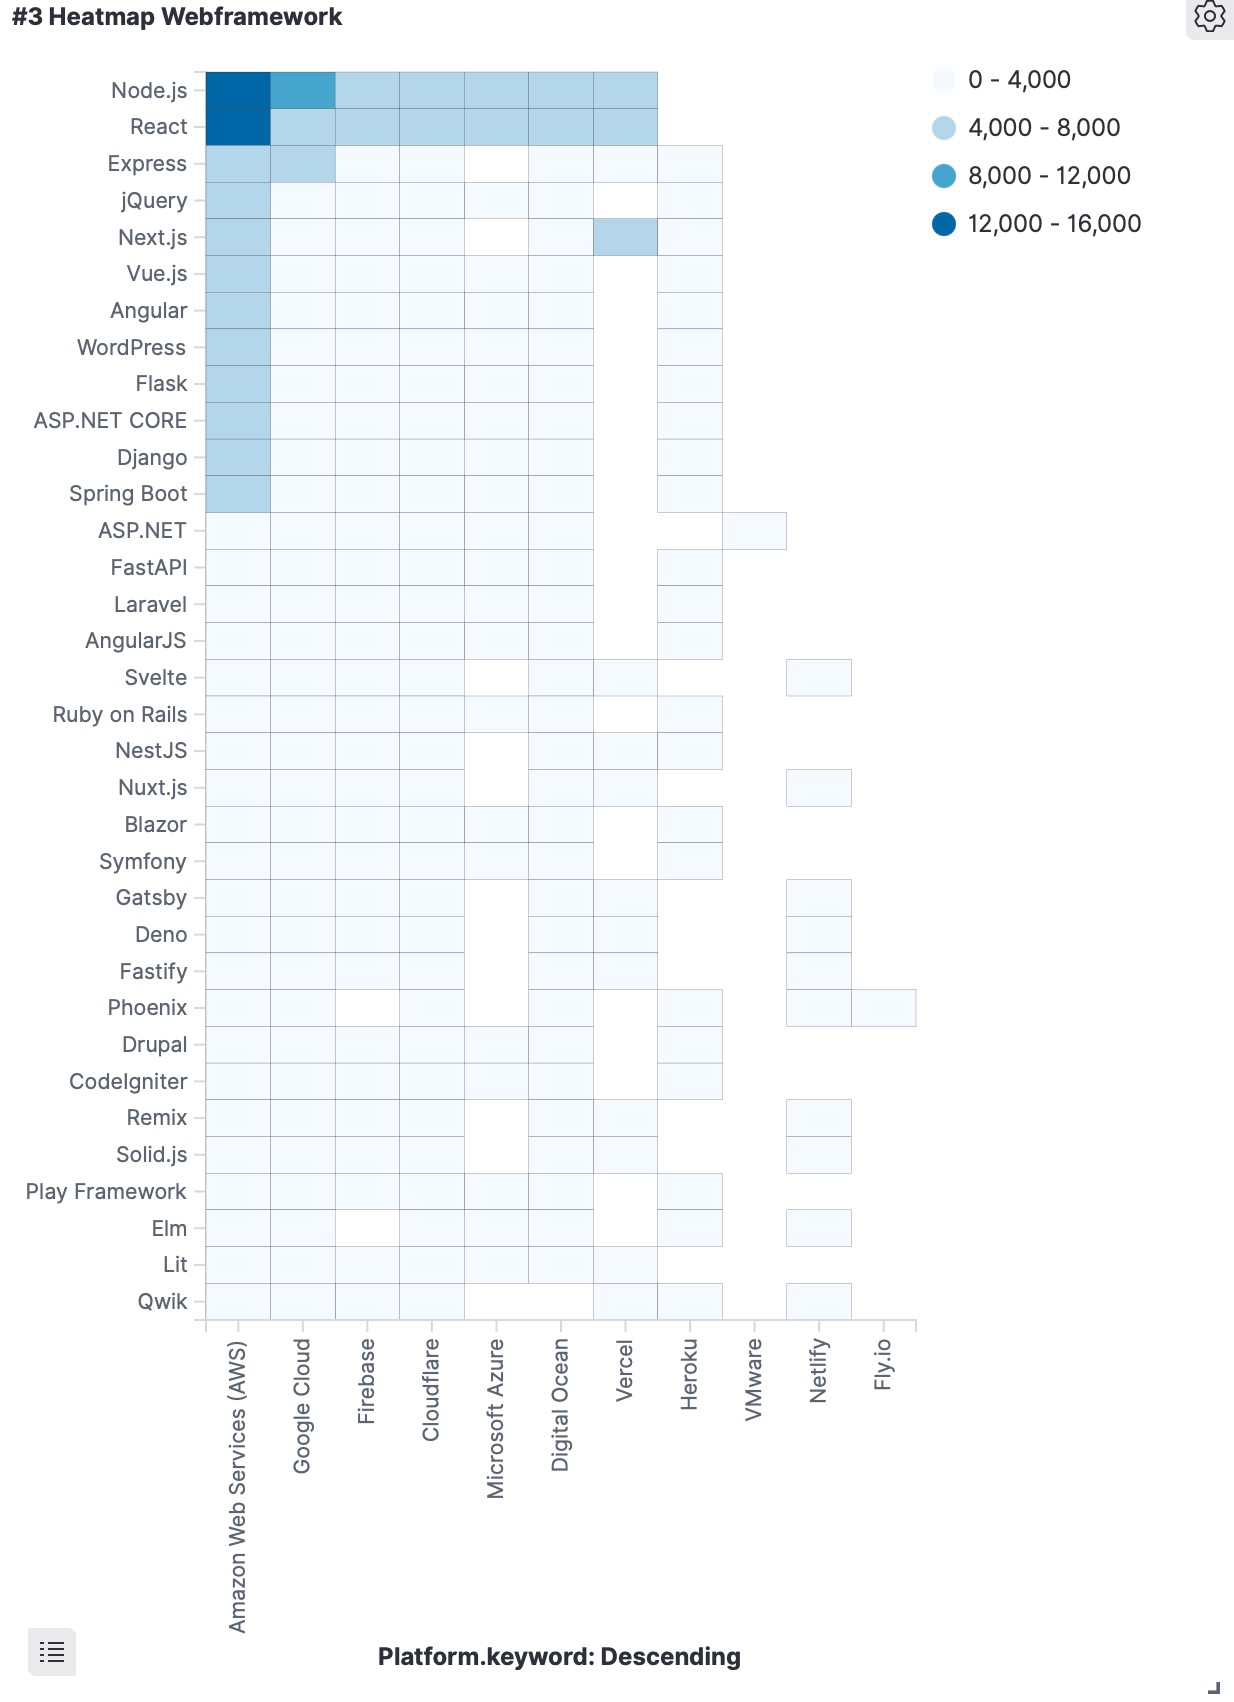 #3 Heatmap Webframework
0 - 4,000
4,000 - 8,000
8,000 - 12,000
12,000 - 16,000
Node.js
React
Express
jQuery
Next.js
Vue.js
Angular
WordPress
Flask
ASP.NET CORE
Django
Spring Boot
ASP.NET
FastAPI
Laravel
AngularJS
Svelte
Ruby on Rails
NestJS
Nuxt.js
Blazor
Symfony
Gatsby
Deno
Fastify
Phoenix
Drupal
CodeIgniter
Remix
Solid.js
Play Framework
Elm
Lit
Qwik
Amazon Web Services (AWS)
Google Cloud
Firebase
Cloudflare
Microsoft Azure
Digital Ocean
Vercel
Heroku
VMware
Netlify
Fly.io
Platform.keyword: Descending